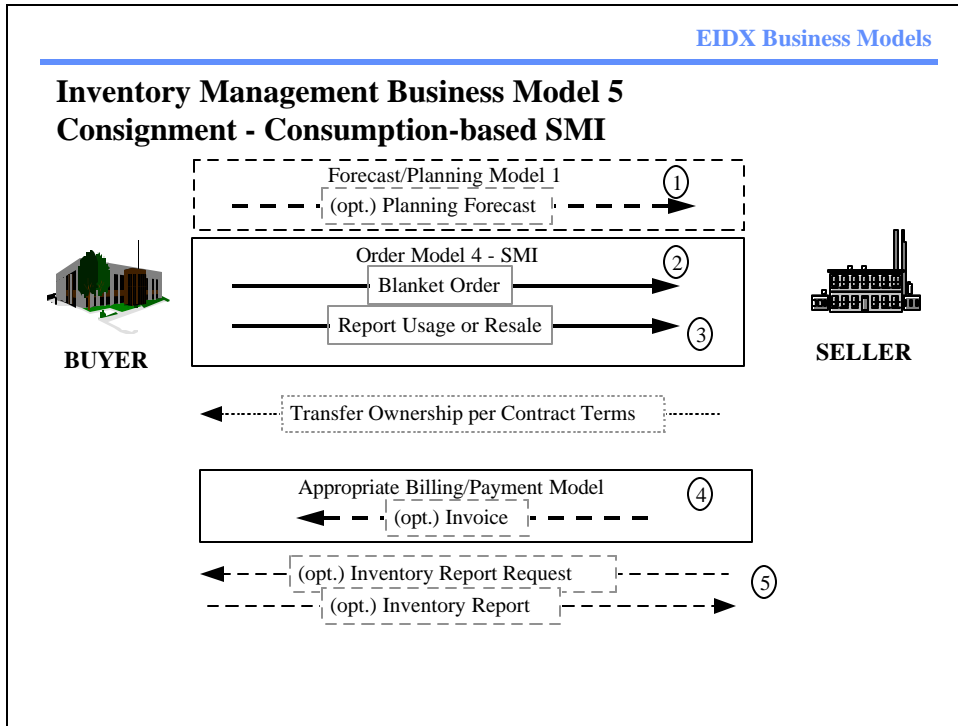 EIDX Business Models
Inventory Management Business Model 5
Consignment - Consumption-based SMI
Forecast/Planning Model 1
1
(opt.) Planning Forecast
Order Model 4 - SMI
2
Blanket Order
Report Usage or Resale
3
BUYER
SELLER
Transfer Ownership per Contract Terms
Appropriate Billing/Payment Model
4
(opt.) Invoice
(opt.) Inventory Report Request
5
(opt.) Inventory Report